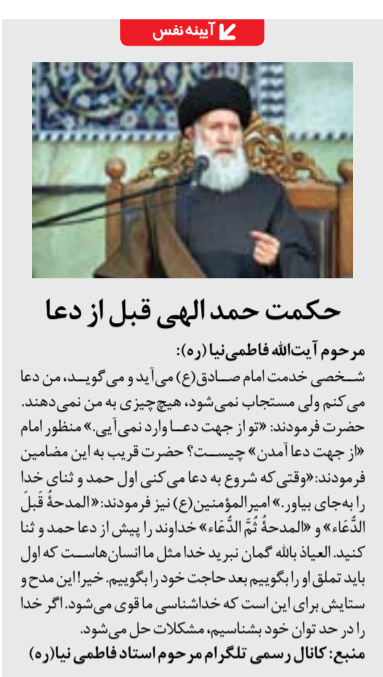 آیینه نفس
حکمت حمد الهی قبل از دعا
مرحوم آیت‌الله فاطمی‌نیا (ره):
شخصی خدمت امام صادق(ع) می‌آید و می‌گوید، من دعا
می‌کنم ولی مستجاب نمی‌شود، هیچ‌چیزی به من نمی‌دهند.
حضرت فرمودند: «تو از جهت دعا وارد نمی‌آیی.» منظور امام
«از جهت دعا آمدن» چیست؟ حضرت قریب به این مضامین
فرمودند:«وقتی‌که شروع به دعا می‌کنی اول حمد و ثنای خدا
را به‌جای بیاور.» امیرالمؤمنین(ع) نیز فرمودند:«المدحةُ قَبلَ
الدُّعَاء» و «المدحةُ ثُمَّ الدُّعَاء» خداوند را پیش از دعا حمد و ثنا
کنید. العیاذ بالله گمان نبرید خدا مثل ما انسان‌هاست که اول
باید تملق او را بگوییم بعد حاجت خود را بگوییم. خیر! این مدح و
ستایش برای این است که خداشناسی ما قوی می‌شود. اگر خدا
را در حد توان خود بشناسیم، مشکلات حل می‌شود.
منبع: کانال رسمی تلگرام مرحوم استاد فاطمی نیا(ره)